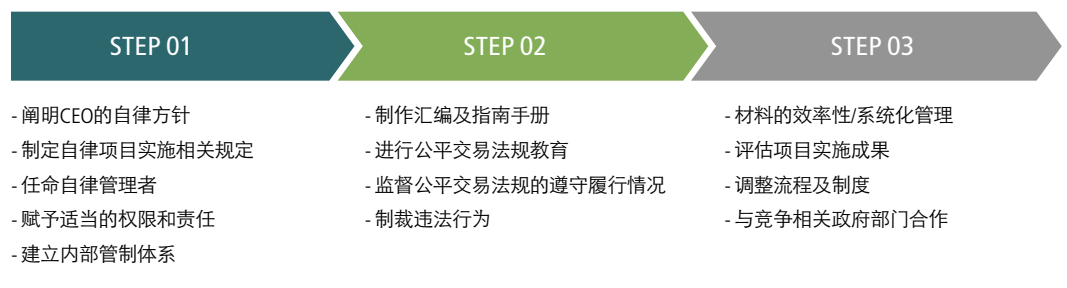 STEP 01
- 阐明CEO的自律方针
- 制定自律项目实施相关规定
- 任命自律管理者
- 赋予适当的权限和责任
- 建立内部管制体系
STEP 02
- 制作汇编及指南手册
- 进行公平交易法规教育
- 监督公平交易法规的遵守履行情况
- 制裁违法行为
STEP 03
- 材料的效率性/系统化管理
- 评估项目实施成果
- 调整流程及制度
- 与竞争相关政府部门合作